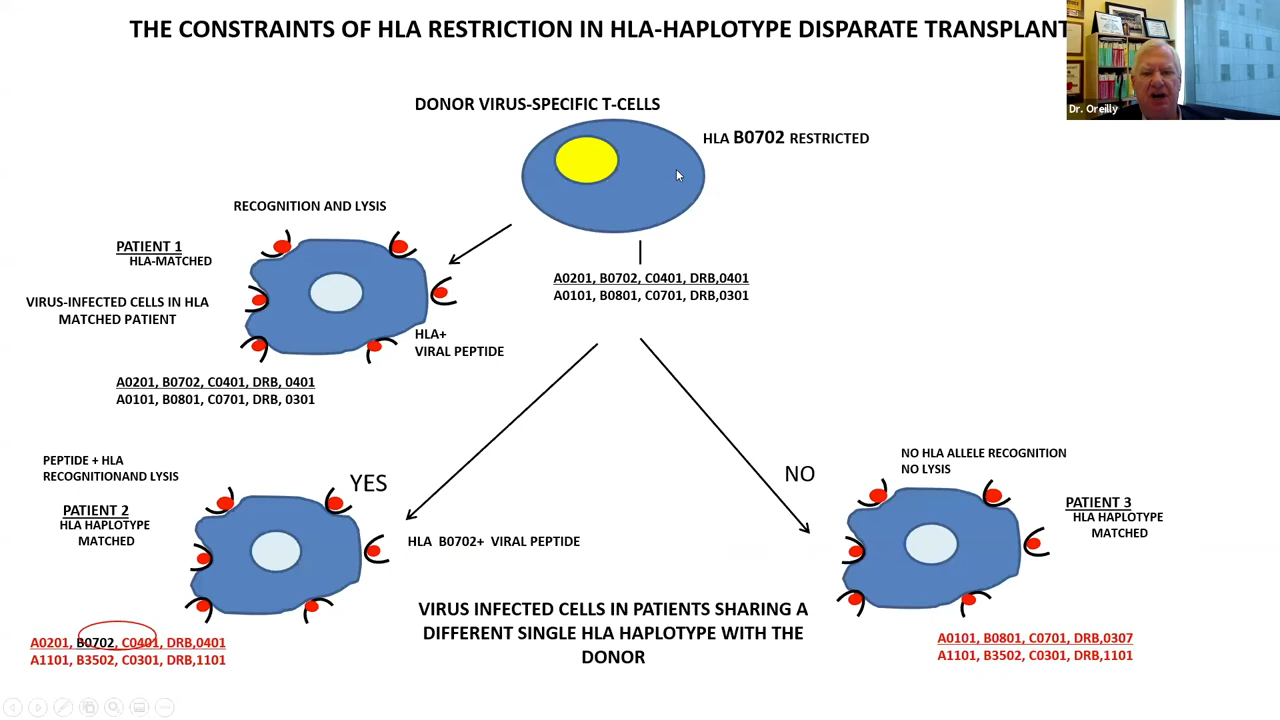 THE CONSTRAINTS OF HLA RESTRICTION IN HLA-HAPLOTYPE DISPARATE TRANSPLANT
Dr. Oreilly
DONOR VIRUS-SPECIFIC T-CELLS
HLA B0702 RESTRICTED
RECOGNITION AND LYSIS
PATIENT 1
HLA-MATCHED
VIRUS-INFECTED CELLS IN HLA
MATCHED PATIENT
HLA+
VIRAL PEPTIDE
A0201, B0702, C0401, DRB,0401
A0101, B0801, C0701, DRB,0301
A0201, B0702, C0401, DRB, 0401
A0101, B0801, C0701, DRB, 0301
PEPTIDE + HLA
RECOGNITIONAND LYSIS
YES
PATIENT 2
HLA HAPLOTYPE
MATCHED
HLA B0702+ VIRAL PEPTIDE
A0201, B0702, C0401, DRB,0401
A1101, B3502, C0301, DRB,1101
NO
NO HLA ALLELE RECOGNITION
NO LYSIS
PATIENT 3
HLA HAPLOTYPE
MATCHED
VIRUS INFECTED CELLS IN PATIENTS SHARING A
DIFFERENT SINGLE HLA HAPLOTYPE WITH THE
DONOR
A0101, B0801, C0701, DRB,0307
A1101, B3502, C0301, DRB,1101